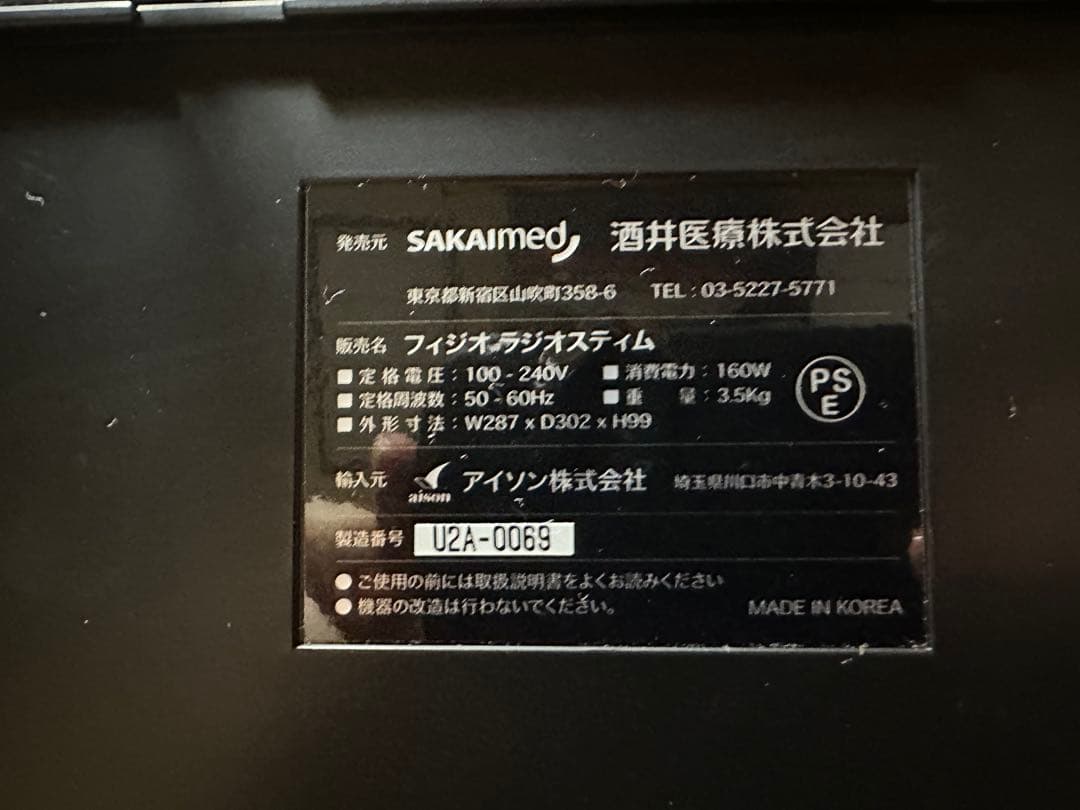 発売元 SAKAImed 酒井医療株式会社
東京都新宿区山吹町358-6 TEL：03-5227-5771
販売名 フィジオ ラジオスティム
■ 定格電圧：100 - 240V ■ 消費電力：160W
■ 定格周波数：50 - 60Hz ■ 重量：3.5Kg
PS
E
■ 外形寸法：W287 x D302 x H99
輸入元 aison アイソン株式会社 埼玉県川口市中青木3-10-43
製造番号 U2A-0069
● ご使用の前には取扱説明書をよくお読みください
● 機器の改造は行わないでください。 MADE IN KOREA